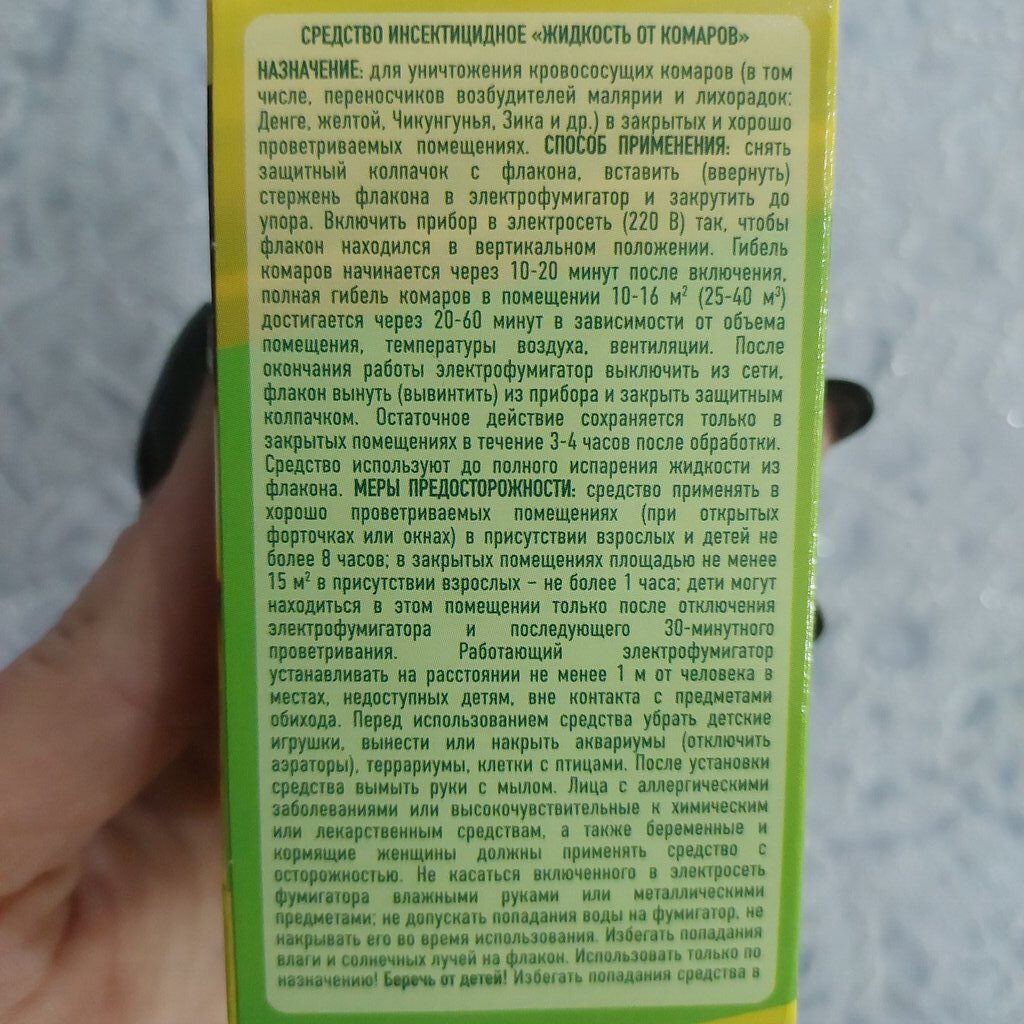 СРЕДСТВО ИНСЕКТИЦИДНОЕ «ЖИДКОСТЬ ОТ КОМАРОВ»
НАЗНАЧЕНИЕ: для уничтожения кровососущих комаров (в том
числе, переносчиков возбудителей малярии и лихорадок:
Денге, желтой, Чикунгунья, Зика и др.) в закрытых и хорошо
проветриваемых помещениях. СПОСОБ ПРИМЕНЕНИЯ: снять
защитный колпачок с флакона, вставить (ввернуть)
стержень флакона в электрофумигатор и закрутить до
упора. Включить прибор в электросеть (220 В) так, чтобы
флакон находился в вертикальном положении. Гибель
комаров начинается через 10-20 минут после включения,
полная гибель комаров в помещении 10-16 м² (25-40 м³)
достигается через 20-60 минут в зависимости от объема
помещения, температуры воздуха, вентиляции. После
окончания работы электрофумигатор выключить из сети,
флакон вынуть (вывинтить) из прибора и закрыть защитным
колпачком. Остаточное действие сохраняется только в
закрытых помещениях в течение 3-4 часов после обработки.
Средство используют до полного испарения жидкости из
флакона. МЕРЫ ПРЕДОСТОРОЖНОСТИ: средство применять в
хорошо проветриваемых помещениях (при открытых
форточках или окнах) в присутствии взрослых и детей не
более 8 часов; в закрытых помещениях площадью не менее
15 м² в присутствии взрослых – не более 1 часа; дети могут
находиться в этом помещении только после отключения
электрофумигатора и последующего 30-минутного
проветривания. Работающий электрофумигатор
устанавливать на расстоянии не менее 1 м от человека в
местах, недоступных детям, вне контакта с предметами
обихода. Перед использованием средства убрать детские
игрушки, вынести или накрыть аквариумы (отключить
аэраторы), террариумы, клетки с птицами. После установки
средства вымыть руки с мылом. Лица с аллергическими
заболеваниями или высокочувствительные к химическим
или лекарственным средствам, а также беременные и
кормящие женщины должны применять средство с
осторожностью. Не касаться включенного в электросеть
фумигатора влажными руками или металлическими
предметами; не допускать попадания воды на фумигатор, не
накрывать его во время использования. Избегать попадания
влаги и солнечных лучей на флакон. Использовать только по
назначению! Беречь от детей! Избегать попадания средства в